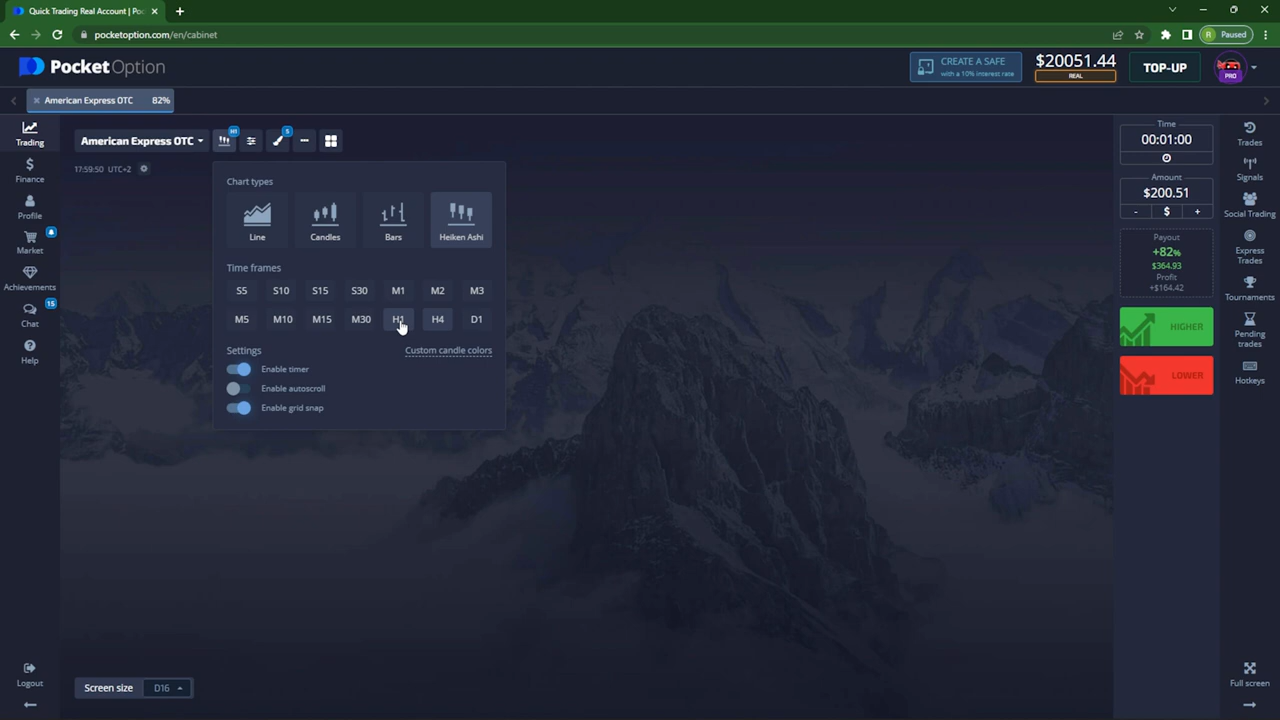 Quick Trading Real Account | Poc
pocketoption.com/en/cabinet
R Paused
PocketOption
CREATE A SAFE
with a 10% interest rate
$20051.44
REAL
TOP-UP
PRO
American Express OTC 82%
Trading
Finance
Profile
Market
Achievements
15
Chat
Help
Logout
American Express OTC
H1
5
17:59:50 UTC+2
Chart types
Line Candles Bars Heiken Ashi
Time frames
S5 S10 S15 S30 M1 M2 M3
M5 M10 M15 M30 H1 H4 D1
Settings Custom candle colors
Enable timer
Enable autoscroll
Enable grid snap
Screen size D16
Time
00:01:00
Amount
$200.51
- $ +
Payout
+82%
$364.93
Profit
+$164.42
HIGHER
LOWER
Trades
Signals
Social Trading
Express
Trades
Tournaments
Pending
trades
Hotkeys
Full screen